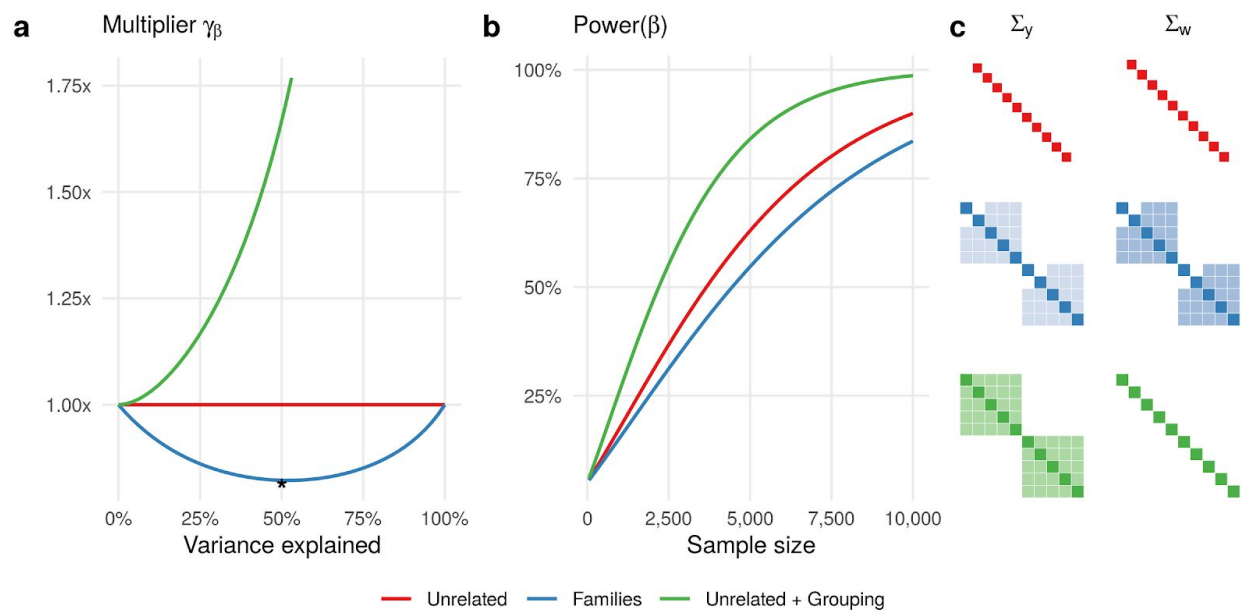 a
Multiplier γβ
1.75x
1.50x
1.25x
1.00x
0%
25%
50%
75%
100%
*
Variance explained
b
Power(β)
100%
75%
50%
25%
0
2,500
5,000
7,500
10,000
Sample size
c
Σy
Σw
Unrelated
Families
Unrelated + Grouping